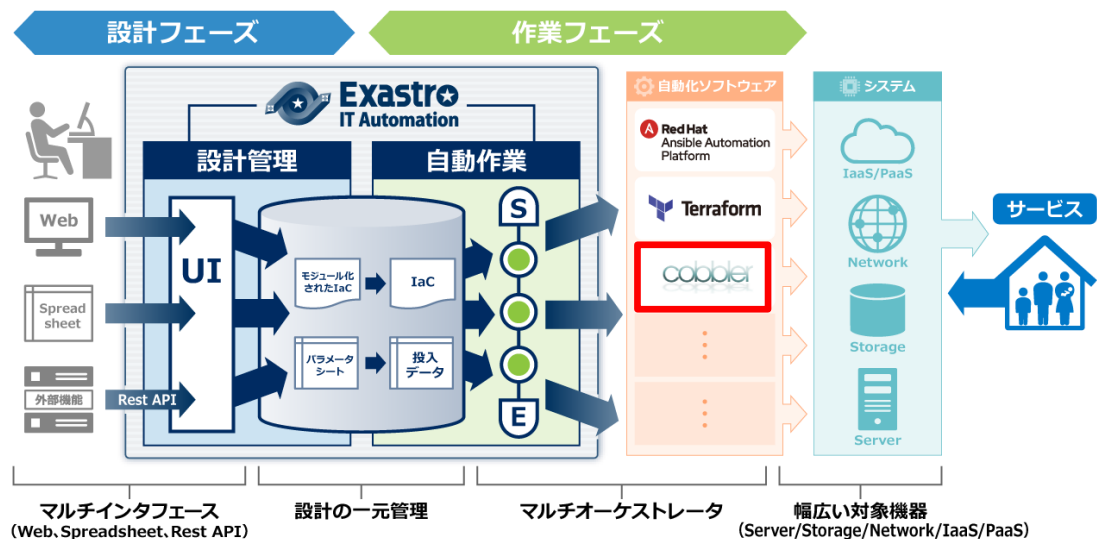 設計フェーズ
作業フェーズ
Exastro
IT Automation
自動化ソフトウェア
システム
設計管理
自動作業
Red Hat
Ansible Automation
Platform
IaaS/PaaS
Web
UI
S
Terraform
サービス
モジュール化
されたIaC
IaC
cobbler
Network
Spread
sheet
パラメータ
シート
投入
データ
Storage
外部機能
Rest API
E
Server
マルチインタフェース
(Web、Spreadsheet、Rest API)
設計の一元管理
マルチオーケストレータ
幅広い対象機器
(Server/Storage/Network/IaaS/PaaS)